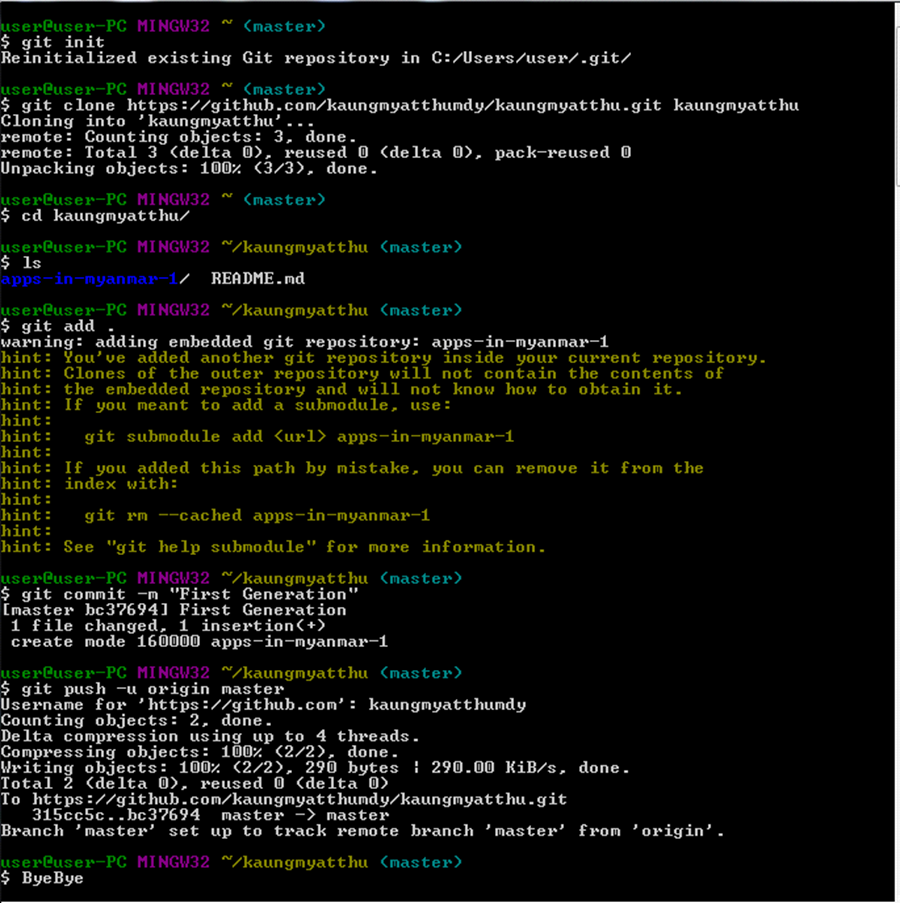 user@user-PC MINGW32 ~ (master)
$ git init
Reinitialized existing Git repository in C:/Users/user/.git/
user@user-PC MINGW32 ~ (master)
$ git clone https://github.com/kaungmyatthumdy/kaungmyatthu.git kaungmyatthu
Cloning into 'kaungmyatthu'...
remote: Counting objects: 3, done.
remote: Total 3 (delta 0), reused 0 (delta 0), pack-reused 0
Unpacking objects: 100% (3/3), done.
user@user-PC MINGW32 ~ (master)
$ cd kaungmyatthu/
user@user-PC MINGW32 ~/kaungmyatthu (master)
$ ls
apps-in-myanmar-1/  README.md
user@user-PC MINGW32 ~/kaungmyatthu (master)
$ git add .
warning: adding embedded git repository: apps-in-myanmar-1
hint: You've added another git repository inside your current repository.
hint: Clones of the outer repository will not contain the contents of
hint: the embedded repository and will not know how to obtain it.
hint: If you meant to add a submodule, use:
hint:
hint:   git submodule add <url> apps-in-myanmar-1
hint:
hint: If you added this path by mistake, you can remove it from the
hint: index with:
hint:
hint:   git rm --cached apps-in-myanmar-1
hint:
hint: See "git help submodule" for more information.
user@user-PC MINGW32 ~/kaungmyatthu (master)
$ git commit -m "First Generation"
[master bc37694] First Generation
 1 file changed, 1 insertion(+)
 create mode 160000 apps-in-myanmar-1
user@user-PC MINGW32 ~/kaungmyatthu (master)
$ git push -u origin master
Username for 'https://github.com': kaungmyatthumdy
Counting objects: 2, done.
Delta compression using up to 4 threads.
Compressing objects: 100% (2/2), done.
Writing objects: 100% (2/2), 290 bytes | 290.00 KiB/s, done.
Total 2 (delta 0), reused 0 (delta 0)
To https://github.com/kaungmyatthumdy/kaungmyatthu.git
   315cc5c..bc37694  master -> master
Branch 'master' set up to track remote branch 'master' from 'origin'.
user@user-PC MINGW32 ~/kaungmyatthu (master)
$ ByeBye